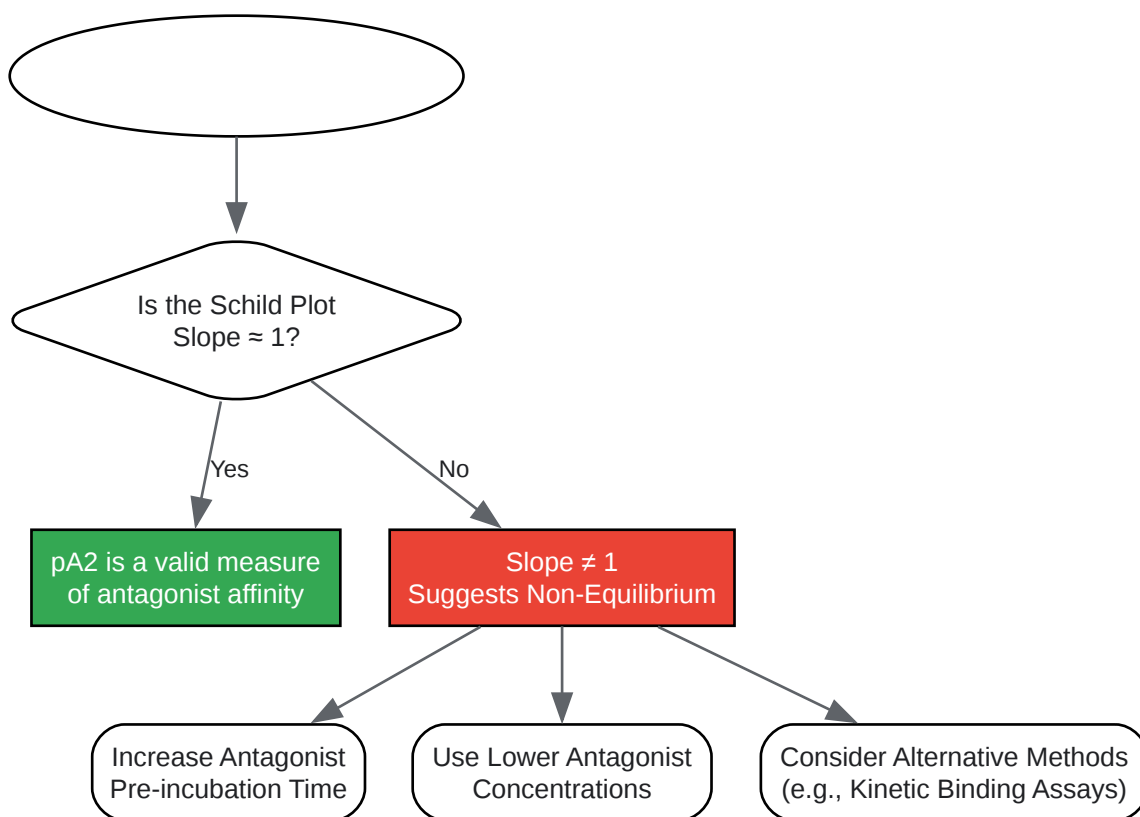 Is the Schild Plot
Slope ≈ 1?
Yes
No
pA2 is a valid measure
of antagonist affinity
Slope ≠ 1
Suggests Non-Equilibrium
Increase Antagonist
Pre-incubation Time
Use Lower Antagonist
Concentrations
Consider Alternative Methods
(e.g., Kinetic Binding Assays)